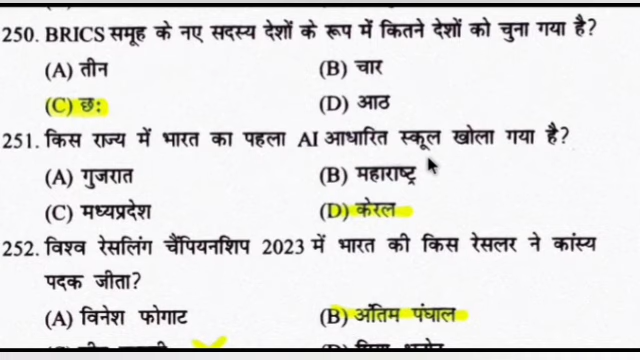 250. BRICS समूह के नए सदस्य देशों के रूप में कितने देशों को चुना गया है?
(A) तीन (B) चार
(C) छः (D) आठ
251. किस राज्य में भारत का पहला AI आधारित स्कूल खोला गया है?
(A) गुजरात (B) महाराष्ट्र
(C) मध्यप्रदेश (D) केरल
252. विश्व रेसलिंग चैंपियनशिप 2023 में भारत की किस रेसलर ने कांस्य
पदक जीता?
(A) विनेश फोगाट (B) अंतिम पंघाल